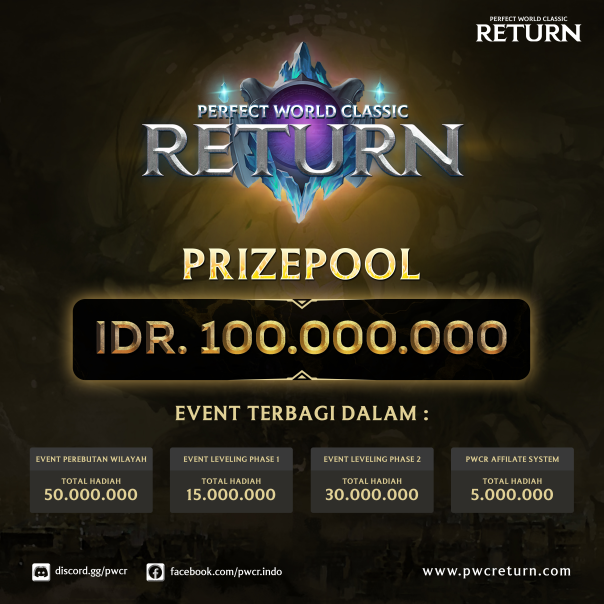 PERFECT WORLD CLASSIC
RETURN
PERFECT WORLD CLASSIC
RETURN
PRIZEPOOL
IDR. 100.000.000
EVENT TERBAGI DALAM :
EVENT PEREBUTAN WILAYAH
TOTAL HADIAH
50.000.000
EVENT LEVELING PHASE 1
TOTAL HADIAH
15.000.000
EVENT LEVELING PHASE 2
TOTAL HADIAH
30.000.000
PWCR AFFILATE SYSTEM
TOTAL HADIAH
5.000.000
discord.gg/pwcr
facebook.com/pwcr.indo
www.pwcreturn.com